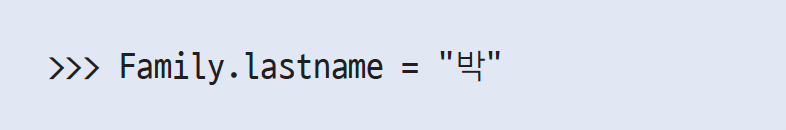 >>> Family.lastname = "박"